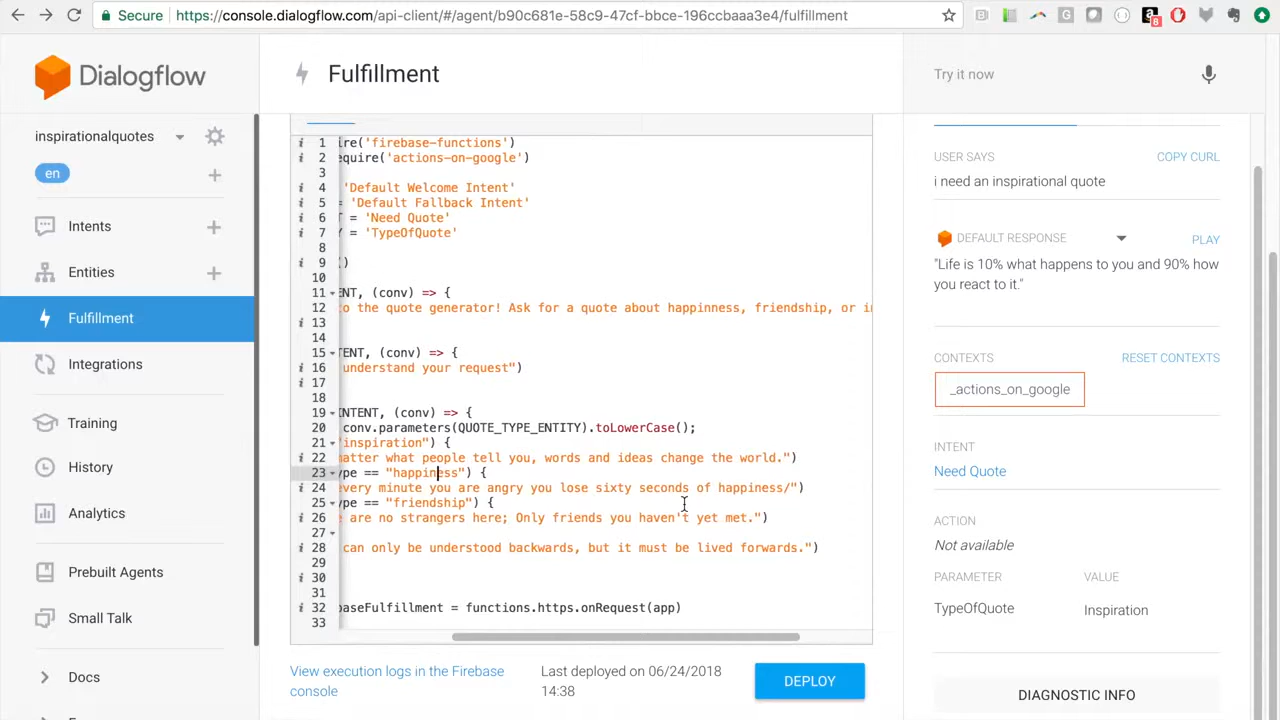 Secure
https://console.dialogflow.com/api-client/#/agent/b90c681e-58c9-47cf-bbce-196ccbaaa3e4/fulfillment
8
Dialogflow
inspirationalquotes
en
Intents
Entities
Fulfillment
Integrations
Training
History
Analytics
Prebuilt Agents
Small Talk
Docs
Fulfillment
1 ire('firebase-functions')
2 equire('actions-on-google')
3
4 'Default Welcome Intent'
5 = 'Default Fallback Intent'
6 T = 'Need Quote'
7 Y = 'TypeOfQuote'
8
9 ()
10
11 ENT, (conv) => {
12 to the quote generator! Ask for a quote about happinness, friendship, or in
13
14
15 TENT, (conv) => {
16 understand your request")
17
18
19 INTENT, (conv) => {
20 conv.parameters(QUOTE_TYPE_ENTITY).toLowerCase();
21 "inspiration") {
22 matter what people tell you, words and ideas change the world.")
23 ype == "happiness") {
24 every minute you are angry you lose sixty seconds of happiness/")
25 ype == "friendship") {
26 e are no strangers here; Only friends you haven't yet met.")
27
28 can only be understood backwards, but it must be lived forwards.")
29
30
31
32 baseFulfillment = functions.https.onRequest(app)
33
View execution logs in the Firebase
console
Last deployed on 06/24/2018
14:38
DEPLOY
Try it now
USER SAYS
COPY CURL
i need an inspirational quote
DEFAULT RESPONSE
PLAY
"Life is 10% what happens to you and 90% how
you react to it."
CONTEXTS
RESET CONTEXTS
_actions_on_google
INTENT
Need Quote
ACTION
Not available
PARAMETER
VALUE
TypeOfQuote
Inspiration
DIAGNOSTIC INFO